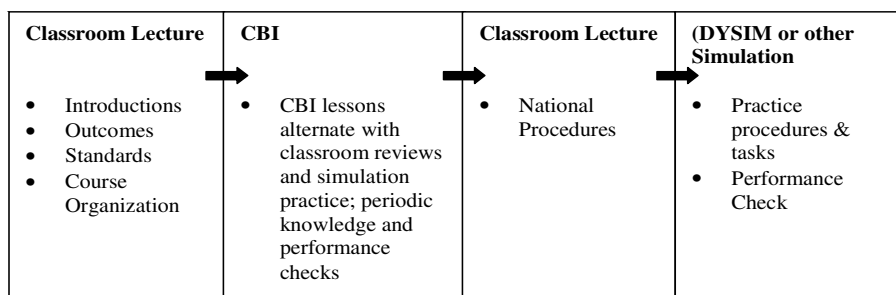 Classroom Lecture
• Introductions
• Outcomes
• Standards
• Course
Organization
CBI
• CBI lessons
alternate with
classroom reviews
and simulation
practice; periodic
knowledge and
performance
checks
Classroom Lecture
• National
Procedures
(DYSIM or other
Simulation
• Practice
procedures &
tasks
• Performance
Check